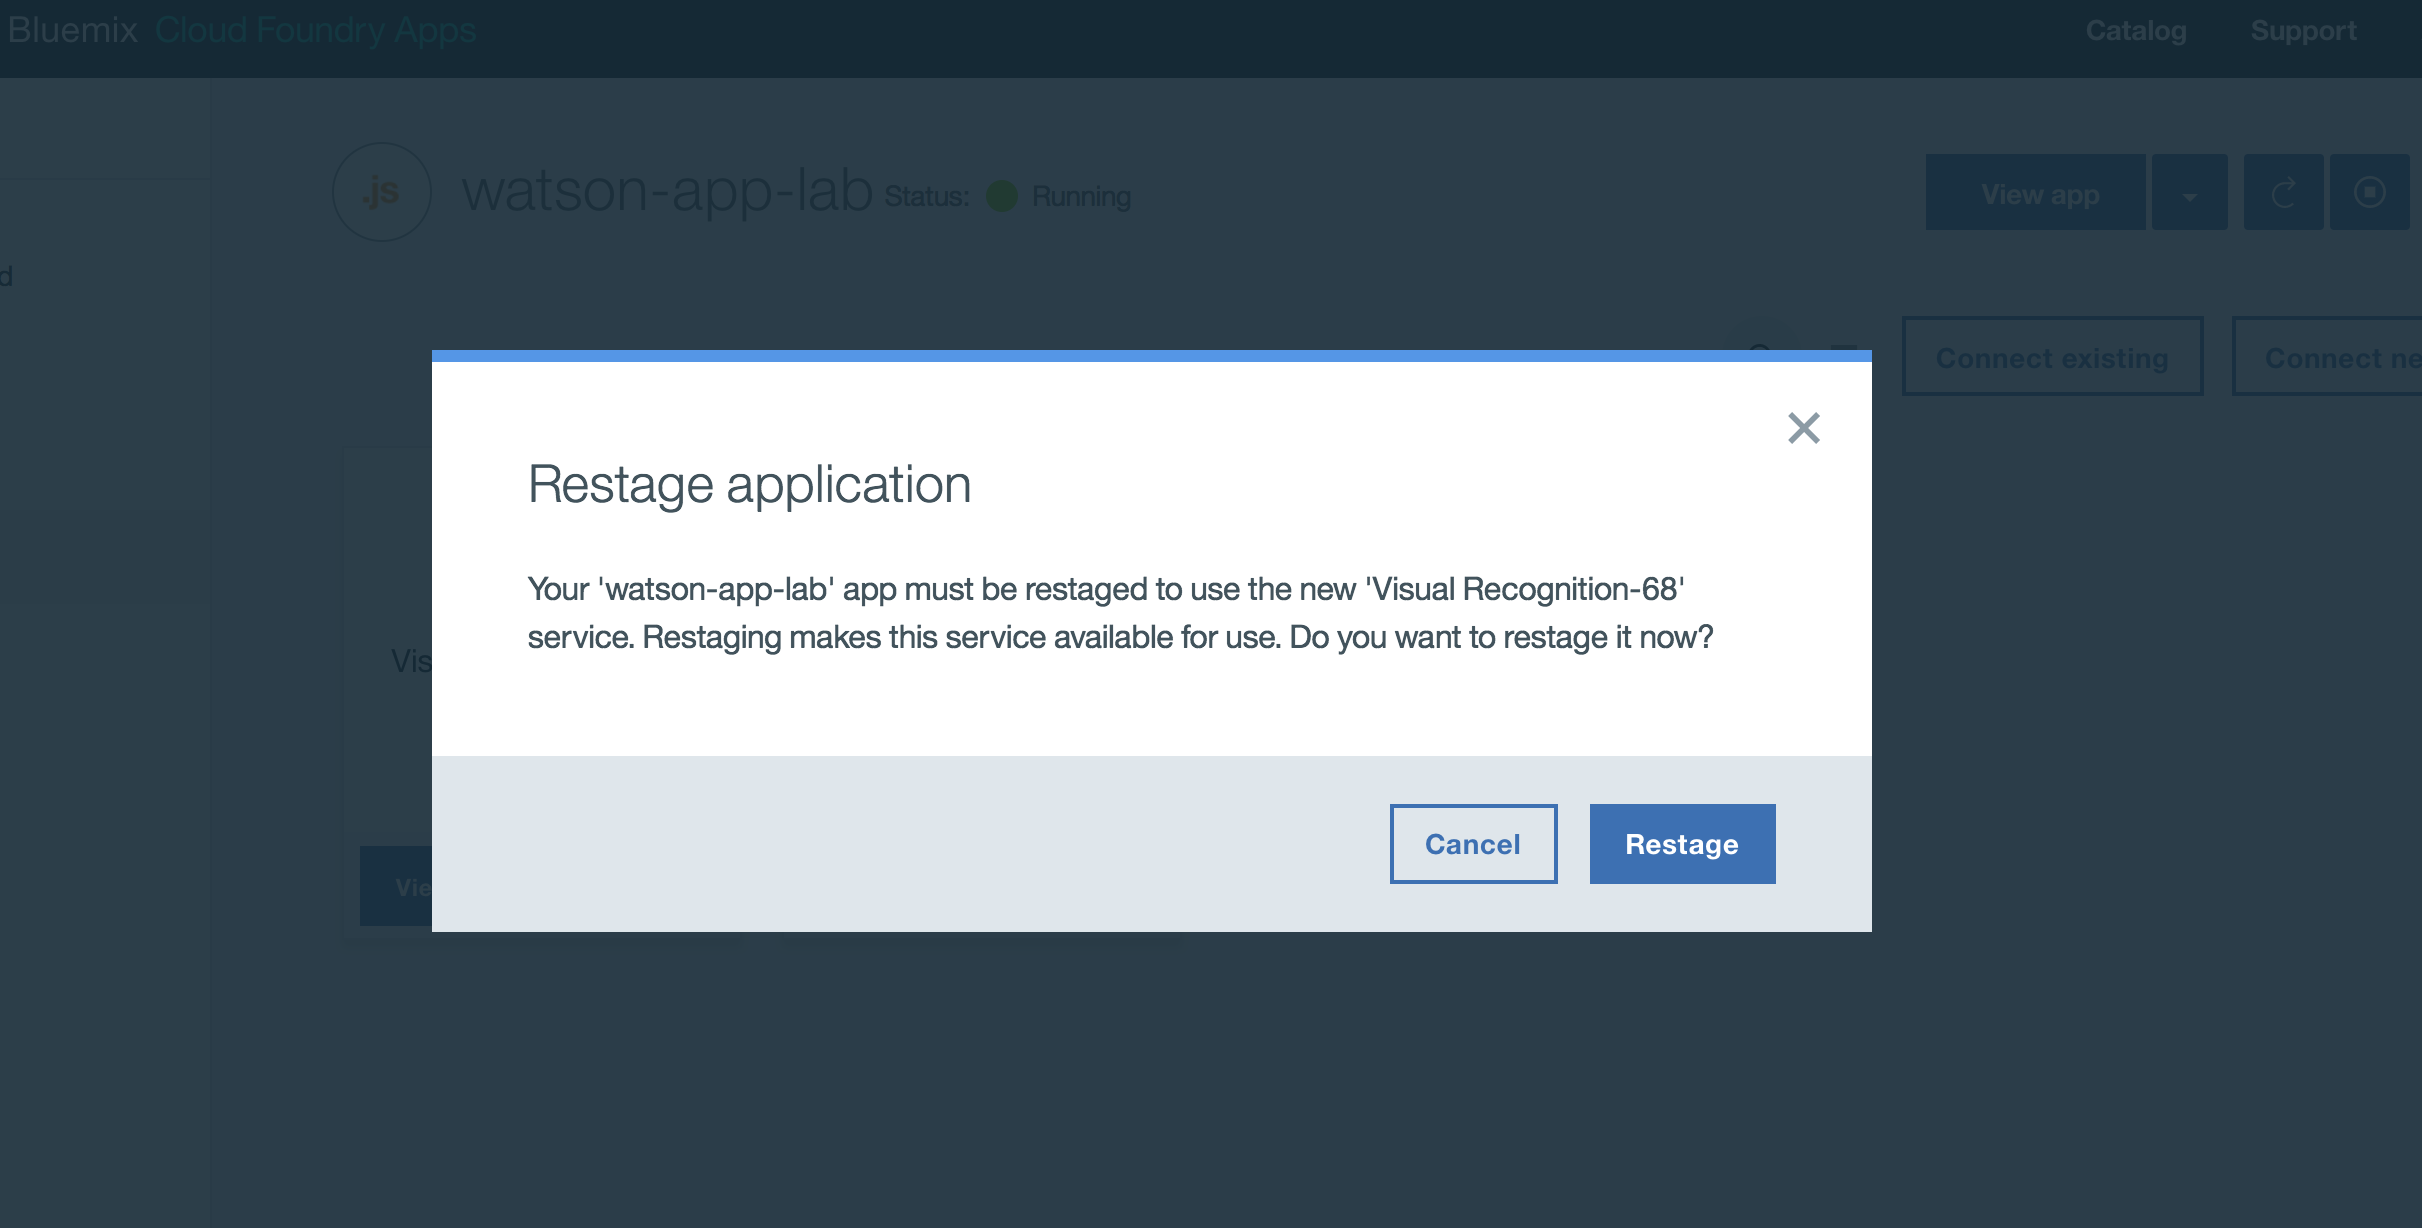 Bluemix Cloud Foundry Apps Catalog Support
.js watson-app-lab Status: Running View app
d
Connect existing Connect ne
Restage application
Your 'watson-app-lab' app must be restaged to use the new 'Visual Recognition-68'
service. Restaging makes this service available for use. Do you want to restage it now?
Vis
Cancel Restage
Vie